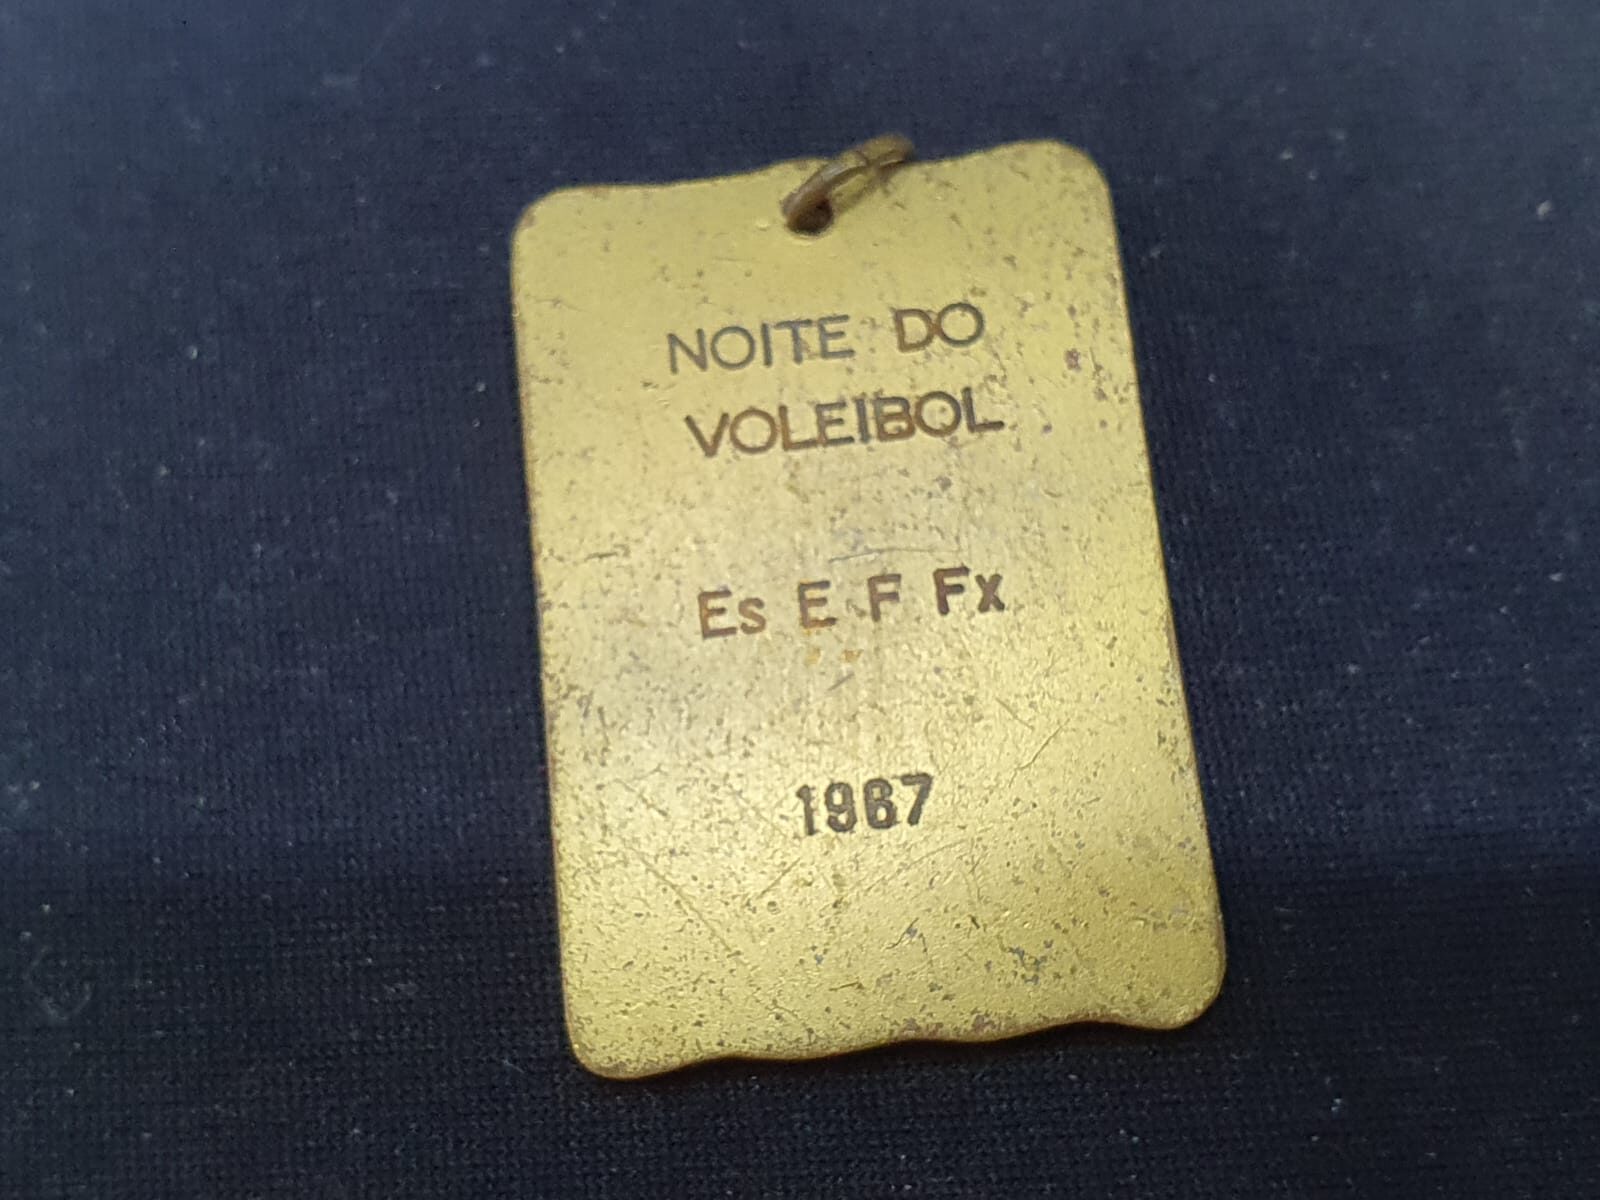 NOITE DO
VOLEIBOL
Es E F Fx
1967